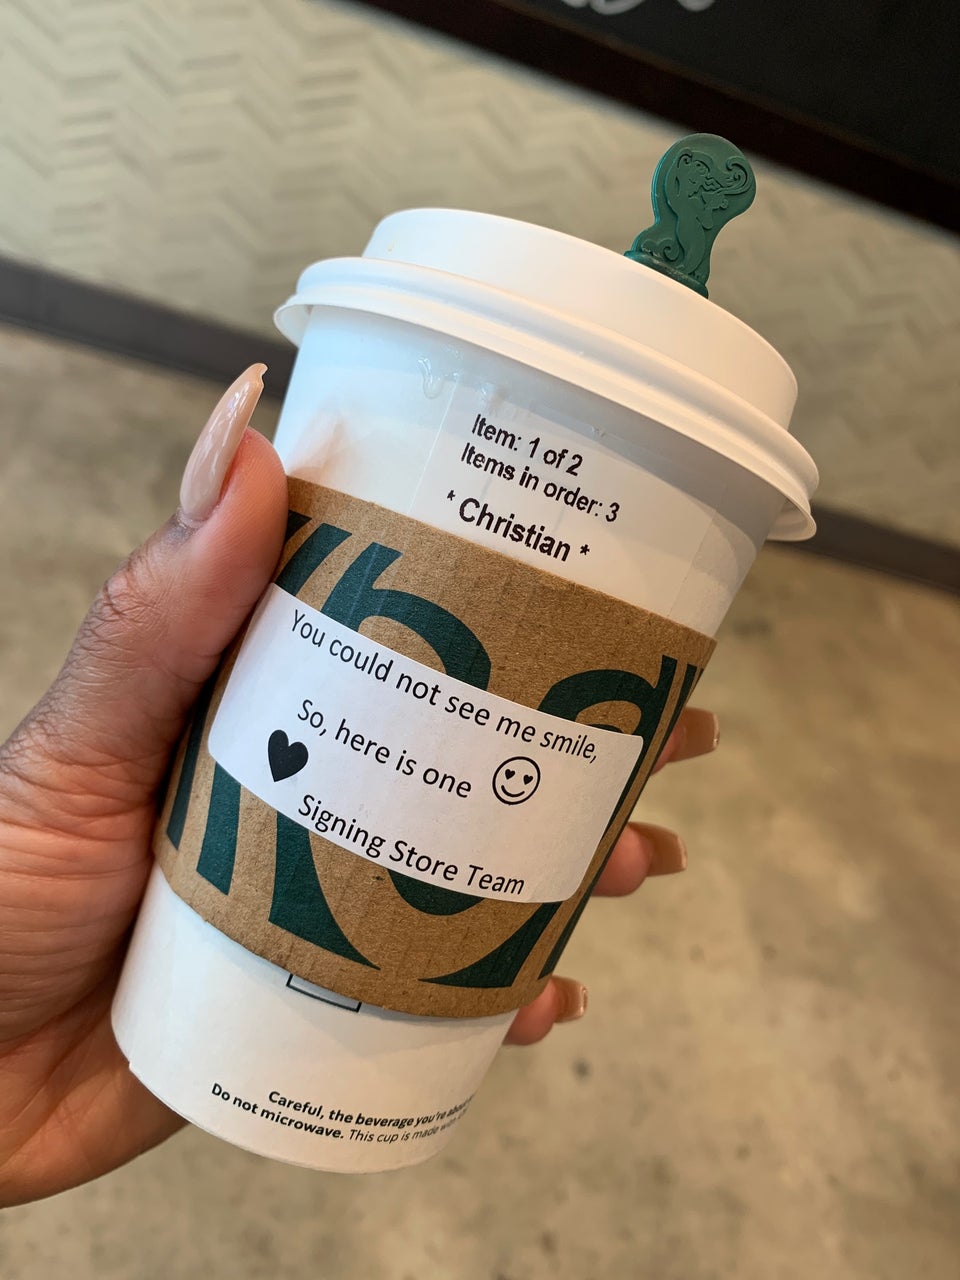 Item: 1 of 2
Items in order: 3
* Christian *
You could not see me smile,
So, here is one
Signing Store Team
Careful, the beverage you're
Do not microwave. This cup is made